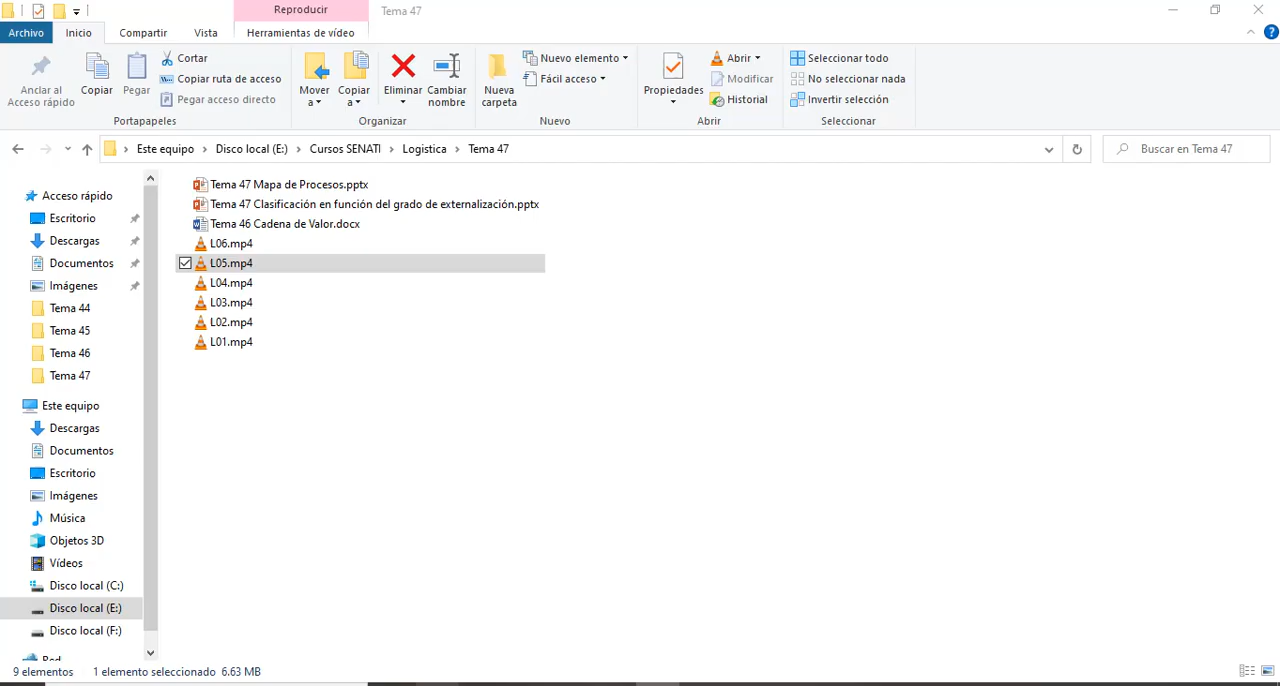 Reproducir
Tema 47
Archivo
Inicio
Compartir
Vista
Herramientas de vídeo
Anclar al
Acceso rápido
Copiar
Pegar
Cortar
Copiar ruta de acceso
Pegar acceso directo
Portapapeles
Mover
a
Copiar
a
Eliminar
Cambiar
nombre
Organizar
Nueva
carpeta
Nuevo elemento
Fácil acceso
Nuevo
Propiedades
Abrir
Modificar
Historial
Abrir
Seleccionar todo
No seleccionar nada
Invertir selección
Seleccionar
Este equipo > Disco local (E:) > Cursos SENATI > Logistica > Tema 47
Buscar en Tema 47
Acceso rápido
Escritorio
Descargas
Documentos
Imágenes
Tema 44
Tema 45
Tema 46
Tema 47
Este equipo
Descargas
Documentos
Escritorio
Imágenes
Música
Objetos 3D
Vídeos
Disco local (C:)
Disco local (E:)
Disco local (F:)
Red
Tema 47 Mapa de Procesos.pptx
Tema 47 Clasificación en función del grado de externalización.pptx
Tema 46 Cadena de Valor.docx
L06.mp4
L05.mp4
L04.mp4
L03.mp4
L02.mp4
L01.mp4
9 elementos
1 elemento seleccionado 6.63 MB